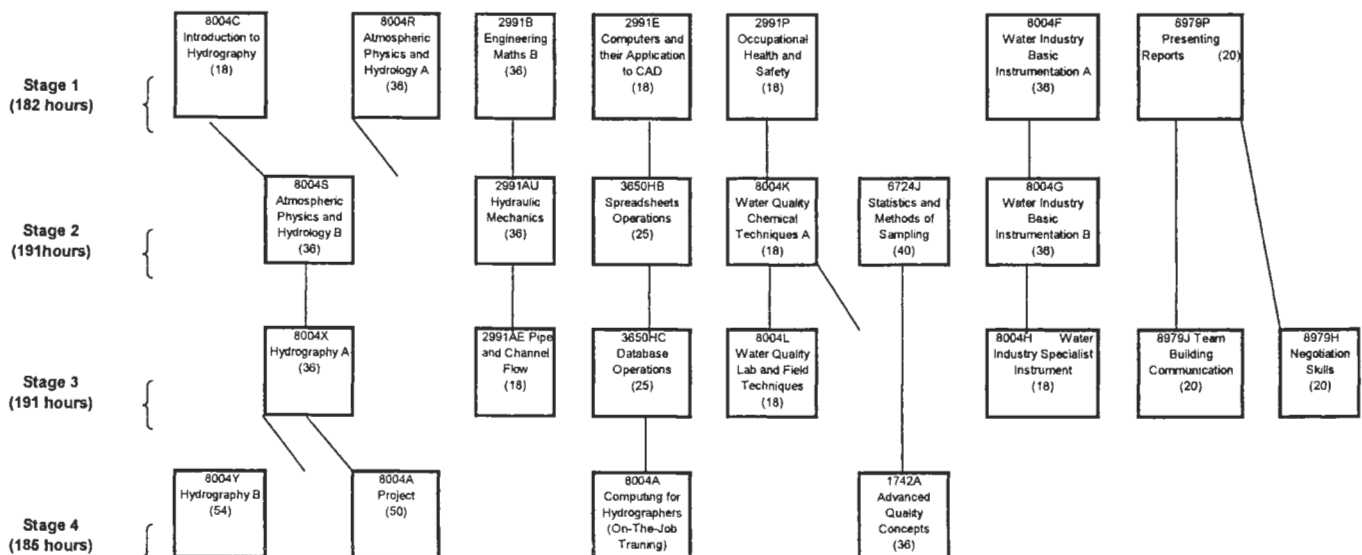 Stage 1
(182 hours)
8004C
Introduction to
Hydrography
(18)
8004R
Atmospheric
Physics and
Hydrology A
(36)
2991B
Engineering
Maths B
(36)
2991E
Computers and
their Application
to CAD
(18)
2991P
Occupational
Health and
Safety
(18)
8004F
Water Industry
Basic
Instrumentation A
(36)
8979P
Presenting
Reports (20)
Stage 2
(191hours)
8004S
Atmospheric
Physics and
Hydrology B
(36)
2991AU
Hydraulic
Mechanics
(36)
3650HB
Spreadsheets
Operations
(25)
8004K
Water Quality
Chemical
Techniques A
(18)
6724J
Statistics and
Methods of
Sampling
(40)
8004G
Water Industry
Basic
Instrumentation B
(36)
Stage 3
(191 hours)
8004X
Hydrography A
(36)
2991AE Pipe
and Channel
Flow
(18)
3650HC
Database
Operations
(25)
8004L
Water Quality
Lab and Field
Techniques
(18)
8004H Water
Industry Specialist
Instrument
(18)
8979J Team
Building
Communication
(20)
8979H
Negotiation
Skills
(20)
Stage 4
(185 hours)
8004Y
Hydrography B
(54)
8004A
Project
(50)
8004A
Computing for
Hydrographers
(On-The-Job
Training)
1742A
Advanced
Quality
Concepts
(36)